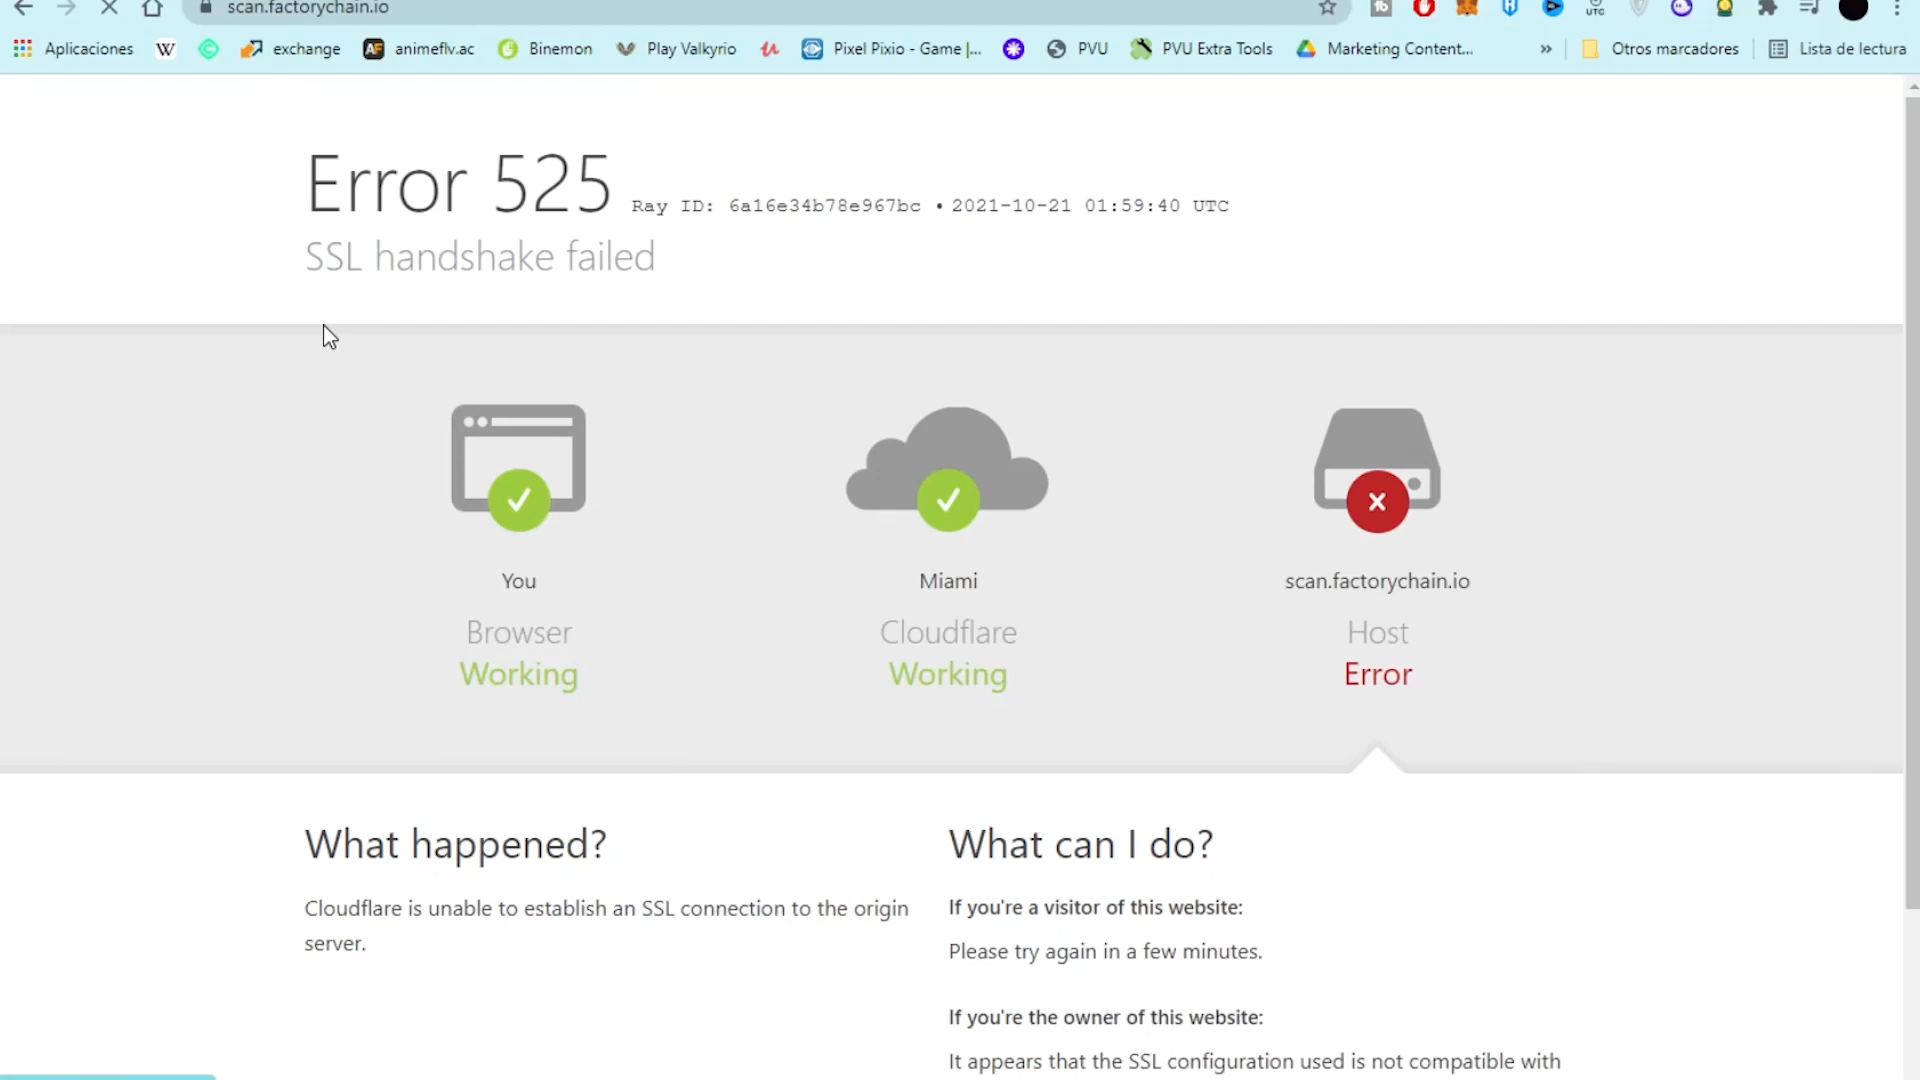 scan.factorychain.io
Aplicaciones W exchange AF animeflv.ac Binemon Play Valkyrio Pixel Pixio - Game |... PVU PVU Extra Tools Marketing Content... » Otros marcadores Lista de lectura
UTC
Error 525 Ray ID: 6a16e34b78e967bc • 2021-10-21 01:59:40 UTC
SSL handshake failed
You
Browser
Working
Miami
Cloudflare
Working
scan.factorychain.io
Host
Error
What happened?
Cloudflare is unable to establish an SSL connection to the origin
server.
What can I do?
If you're a visitor of this website:
Please try again in a few minutes.
If you're the owner of this website:
It appears that the SSL configuration used is not compatible with